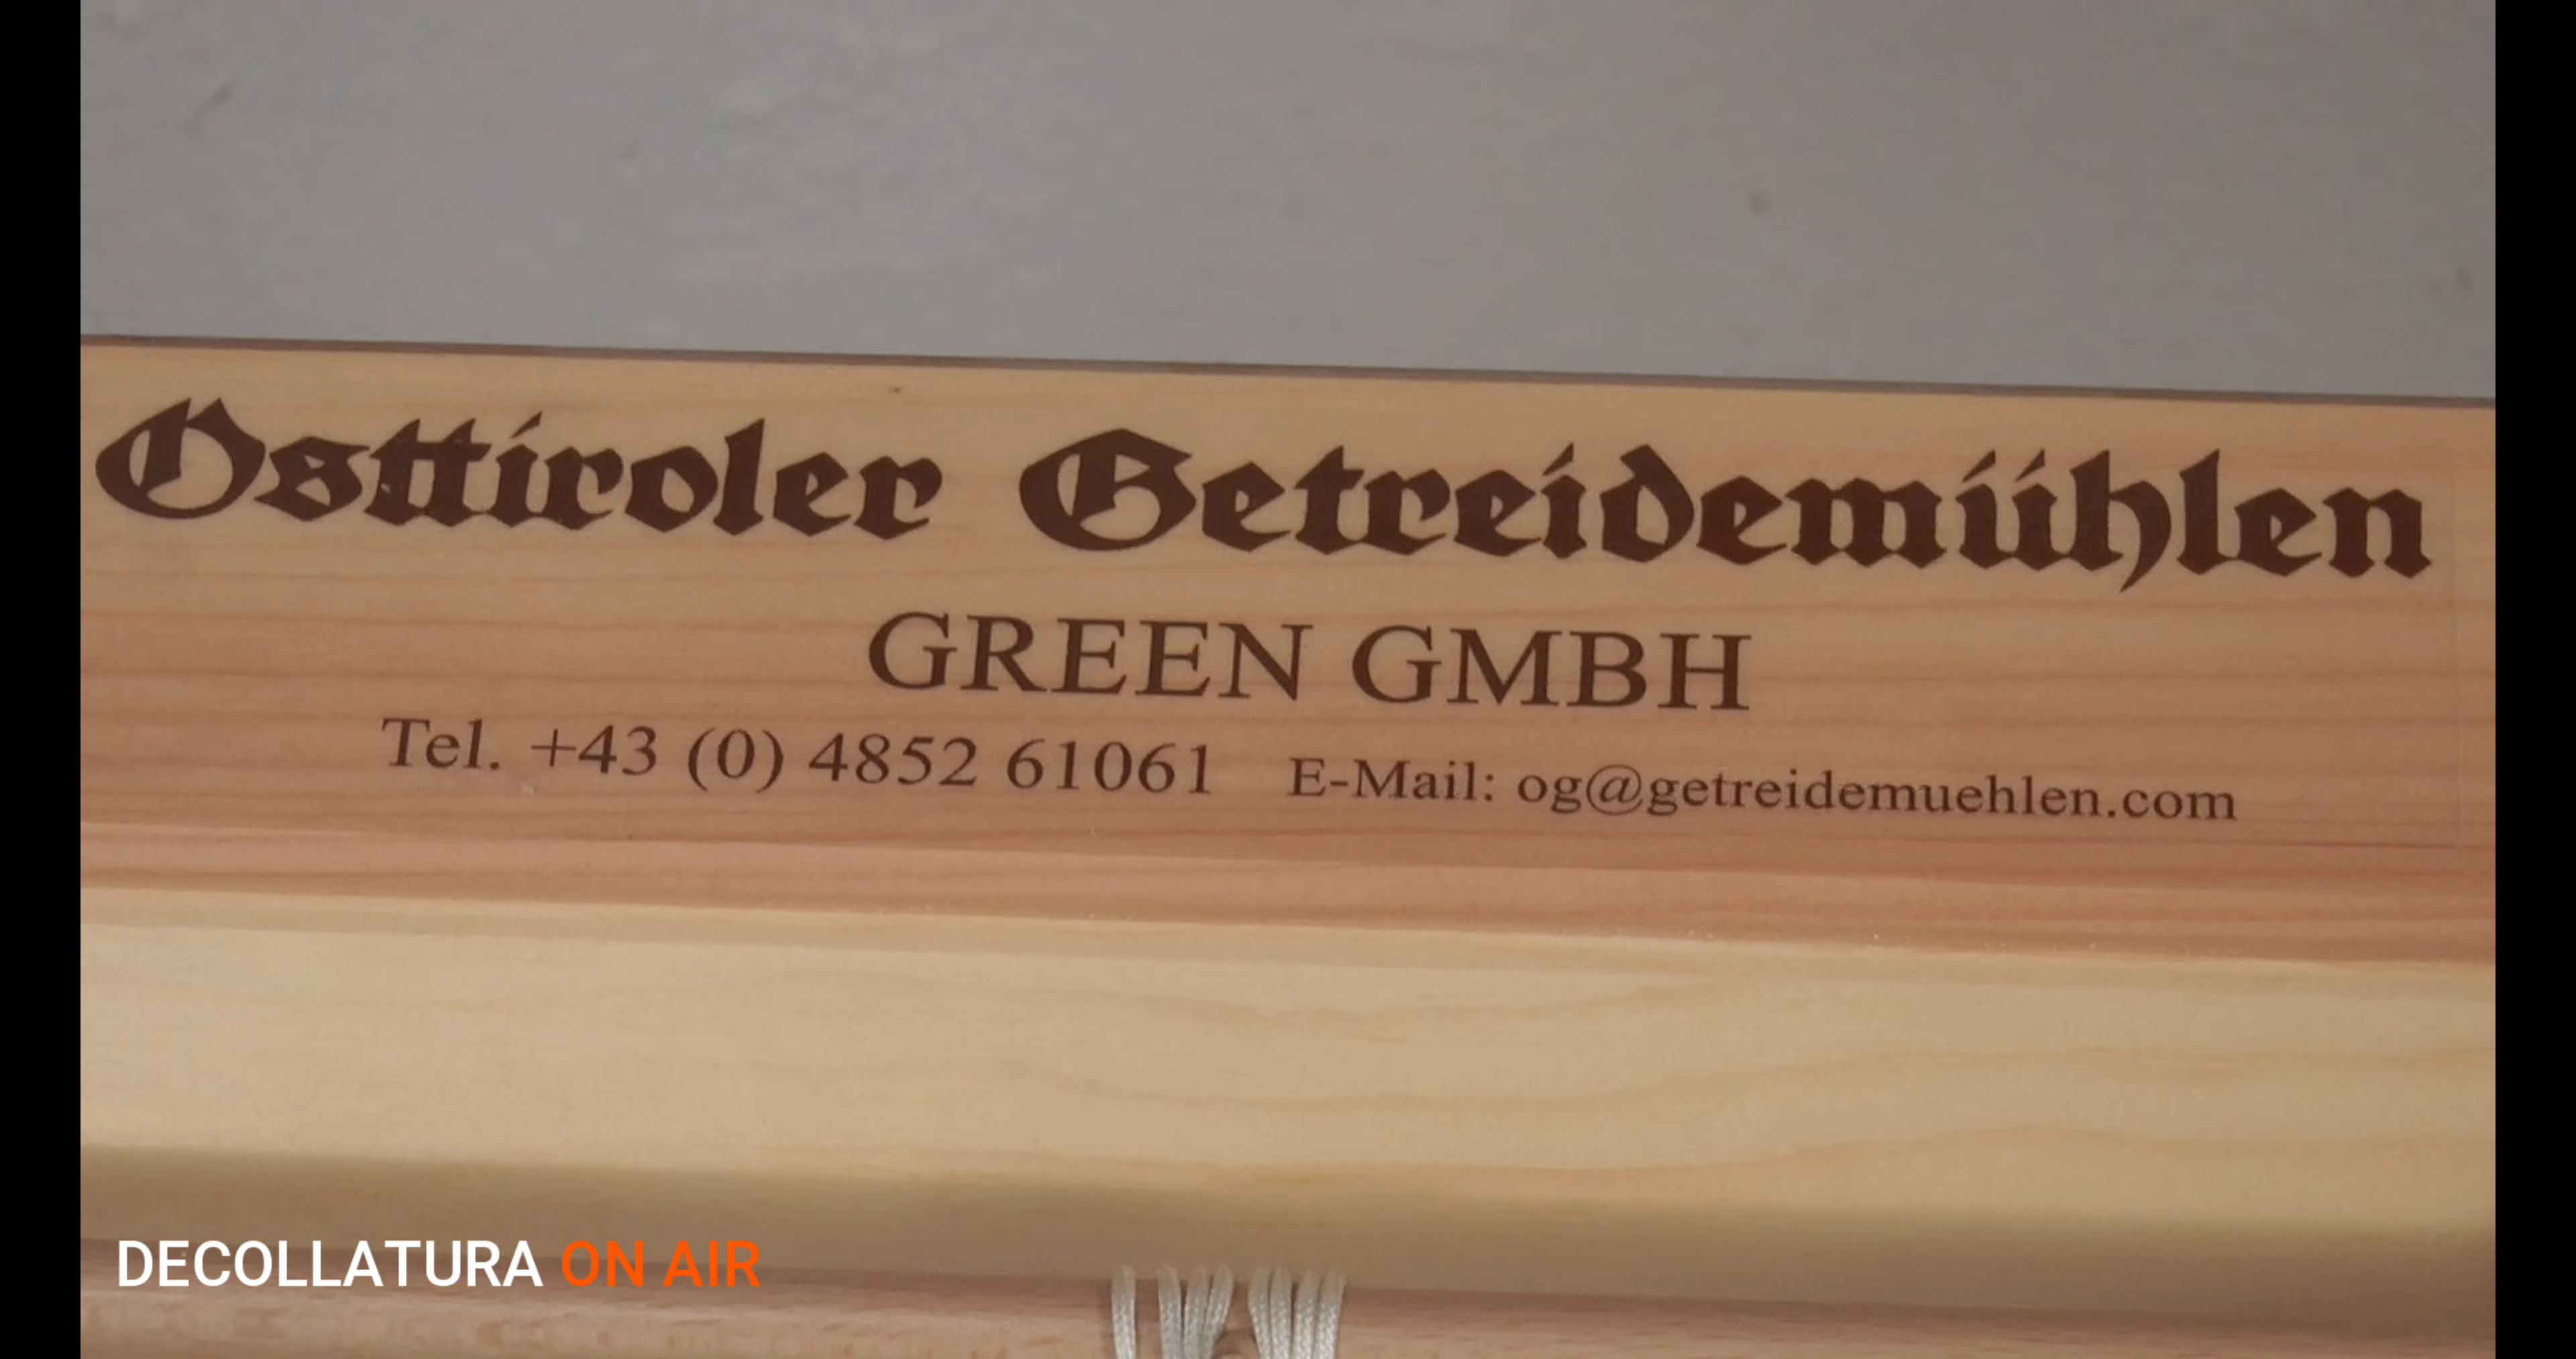 Osttiroler Getreidemühlen
GREEN GMBH
Tel. +43 (0) 4852 61061 E-Mail: og@getreidemuehlen.com
DECOLLATURA ON AIR